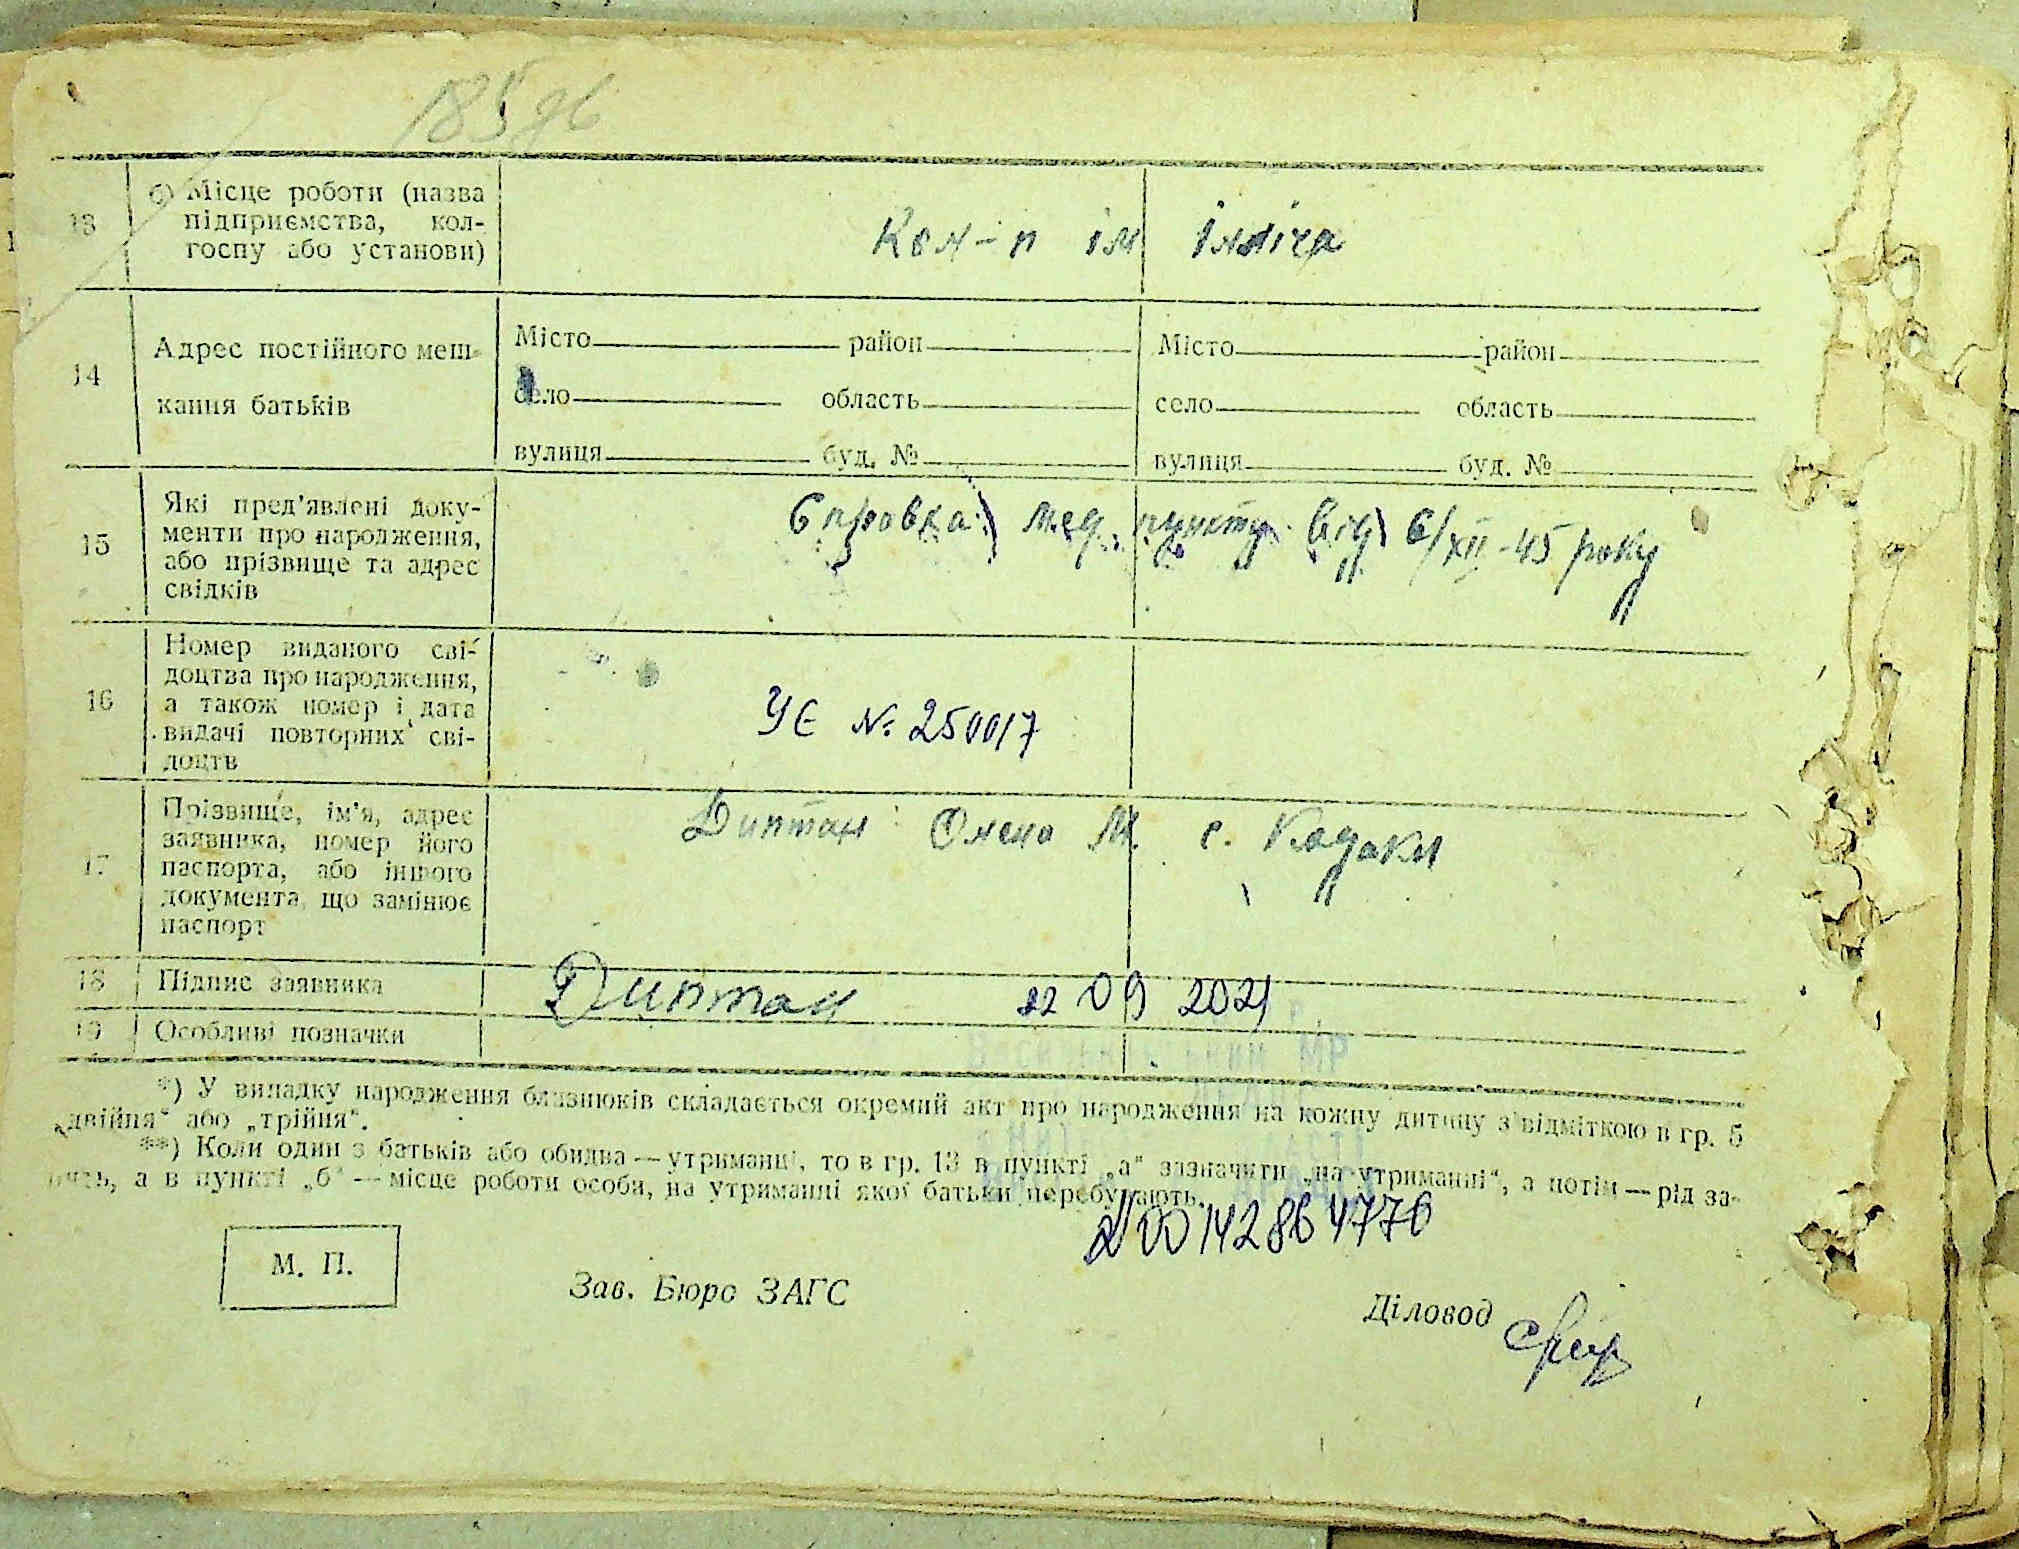 185 зв
13 б) Місце роботи (назва
підприємства, кол-
госпу або установи)
Кол-п ім Ілліча
14 Адрес постійного меш-
кання батьків
Місто район Місто район
село область село область
вулиця буд. № вулиця буд. №
15 Які пред'явлені доку-
менти про народження,
або прізвище та адрес
свідків
Справка мед. пункту від 6/XII-45 року
16 Номер виданого сві-
доцтва про народження,
а також номер і дата
видачі повторних сві-
доцтв
УЄ № 250017
17 Прізвище, ім'я, адрес
заявника, номер його
паспорта, або іншого
документа, що замінює
паспорт
Диптан Олена М. с. Кодаки
18 Підпис заявника
Диптан 22 09 2021
19 Особливі позначки
МР
*) У випадку народження близнюків складається окремий акт про народження на кожну дитину з відміткою в гр. 5
„двійня“ або „трійня“.
**) Коли один з батьків або обидва — утриманці, то в гр. 13 в пункті „а“ зазначити „на утриманні“, а потім — рід за-
нять, а в пункті „б“ — місце роботи особи, на утриманні якої батьки перебувають.
№00142864776
М. П.
Зав. Бюро ЗАГС
Діловод